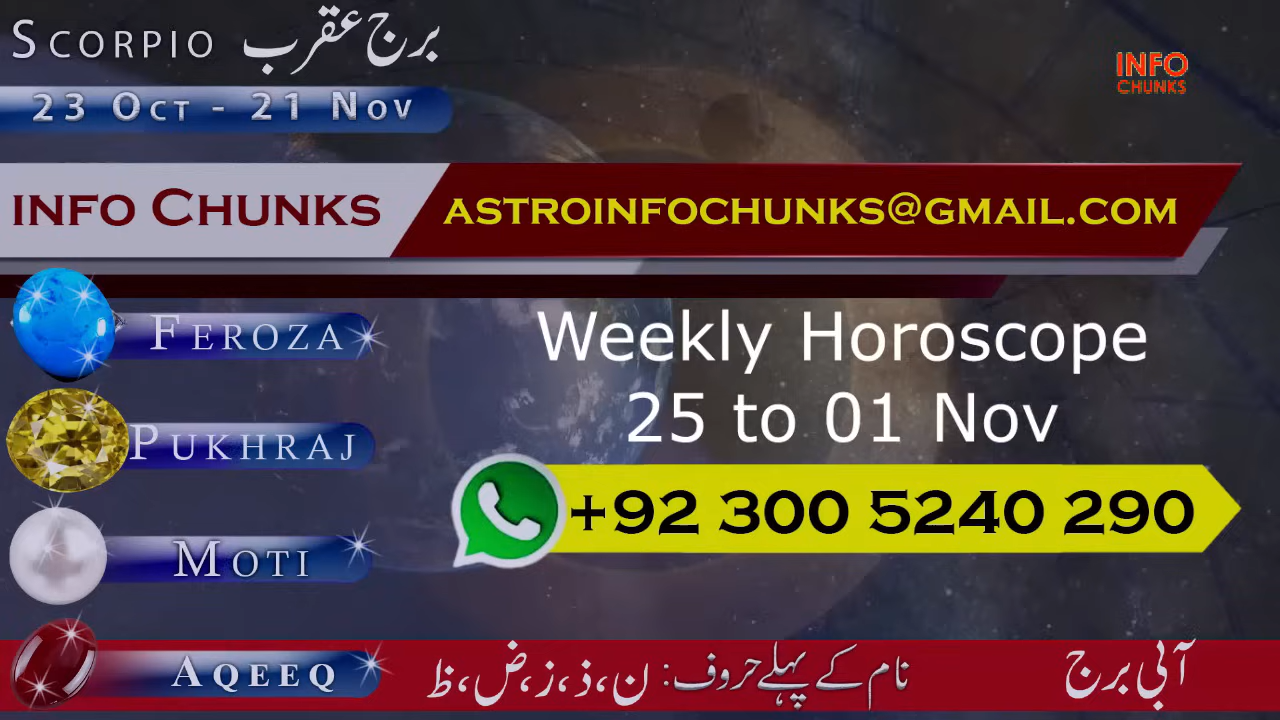 SCORPIO برج عقرب
23 OCT - 21 NOV
INFO
CHUNKS
INFO CHUNKS
ASTROINFOCHUNKS@GMAIL.COM
FEROZA
PUKHRAJ
MOTI
AQEEQ
Weekly Horoscope
25 to 01 Nov
+92 300 5240 290
آبی برج
نام کے پہلے حروف: ن، ذ، ز، ض، ظ